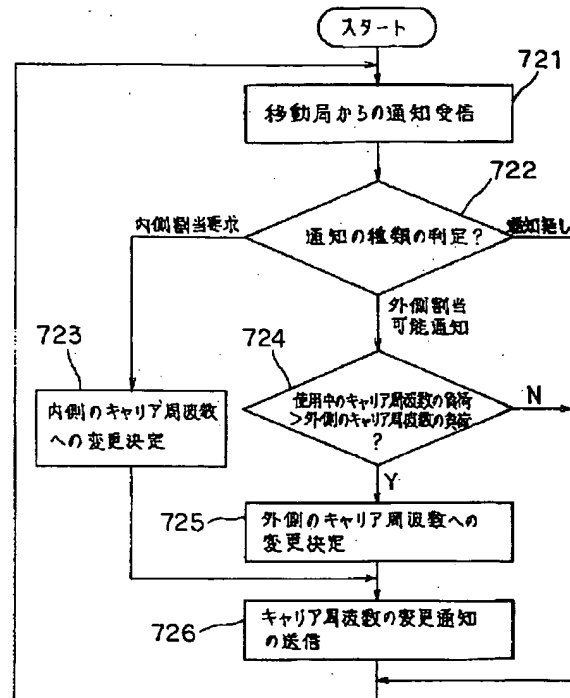 スタート
721
移動局からの通知受信
722
内側割当要求
通知の種類の判定?
通知無し
外側割当
可能通知
723
724
内側のキャリア周波数
への変更決定
使用中のキャリア周波数の負荷
>外側のキャリア周波数の負荷
?
N
Y
725
外側のキャリア周波数への
変更決定
726
キャリア周波数の変更通知
の送信